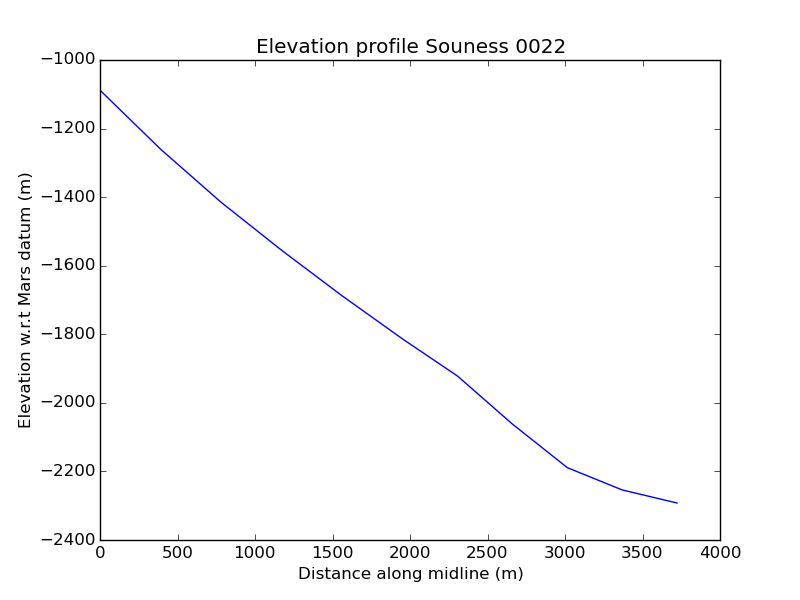 Elevation profile Souness 0022
−1000
−1200
−1400
−1600
−1800
−2000
−2200
−2400
Elevation w.r.t Mars datum (m)
0 500 1000 1500 2000 2500 3000 3500 4000
Distance along midline (m)